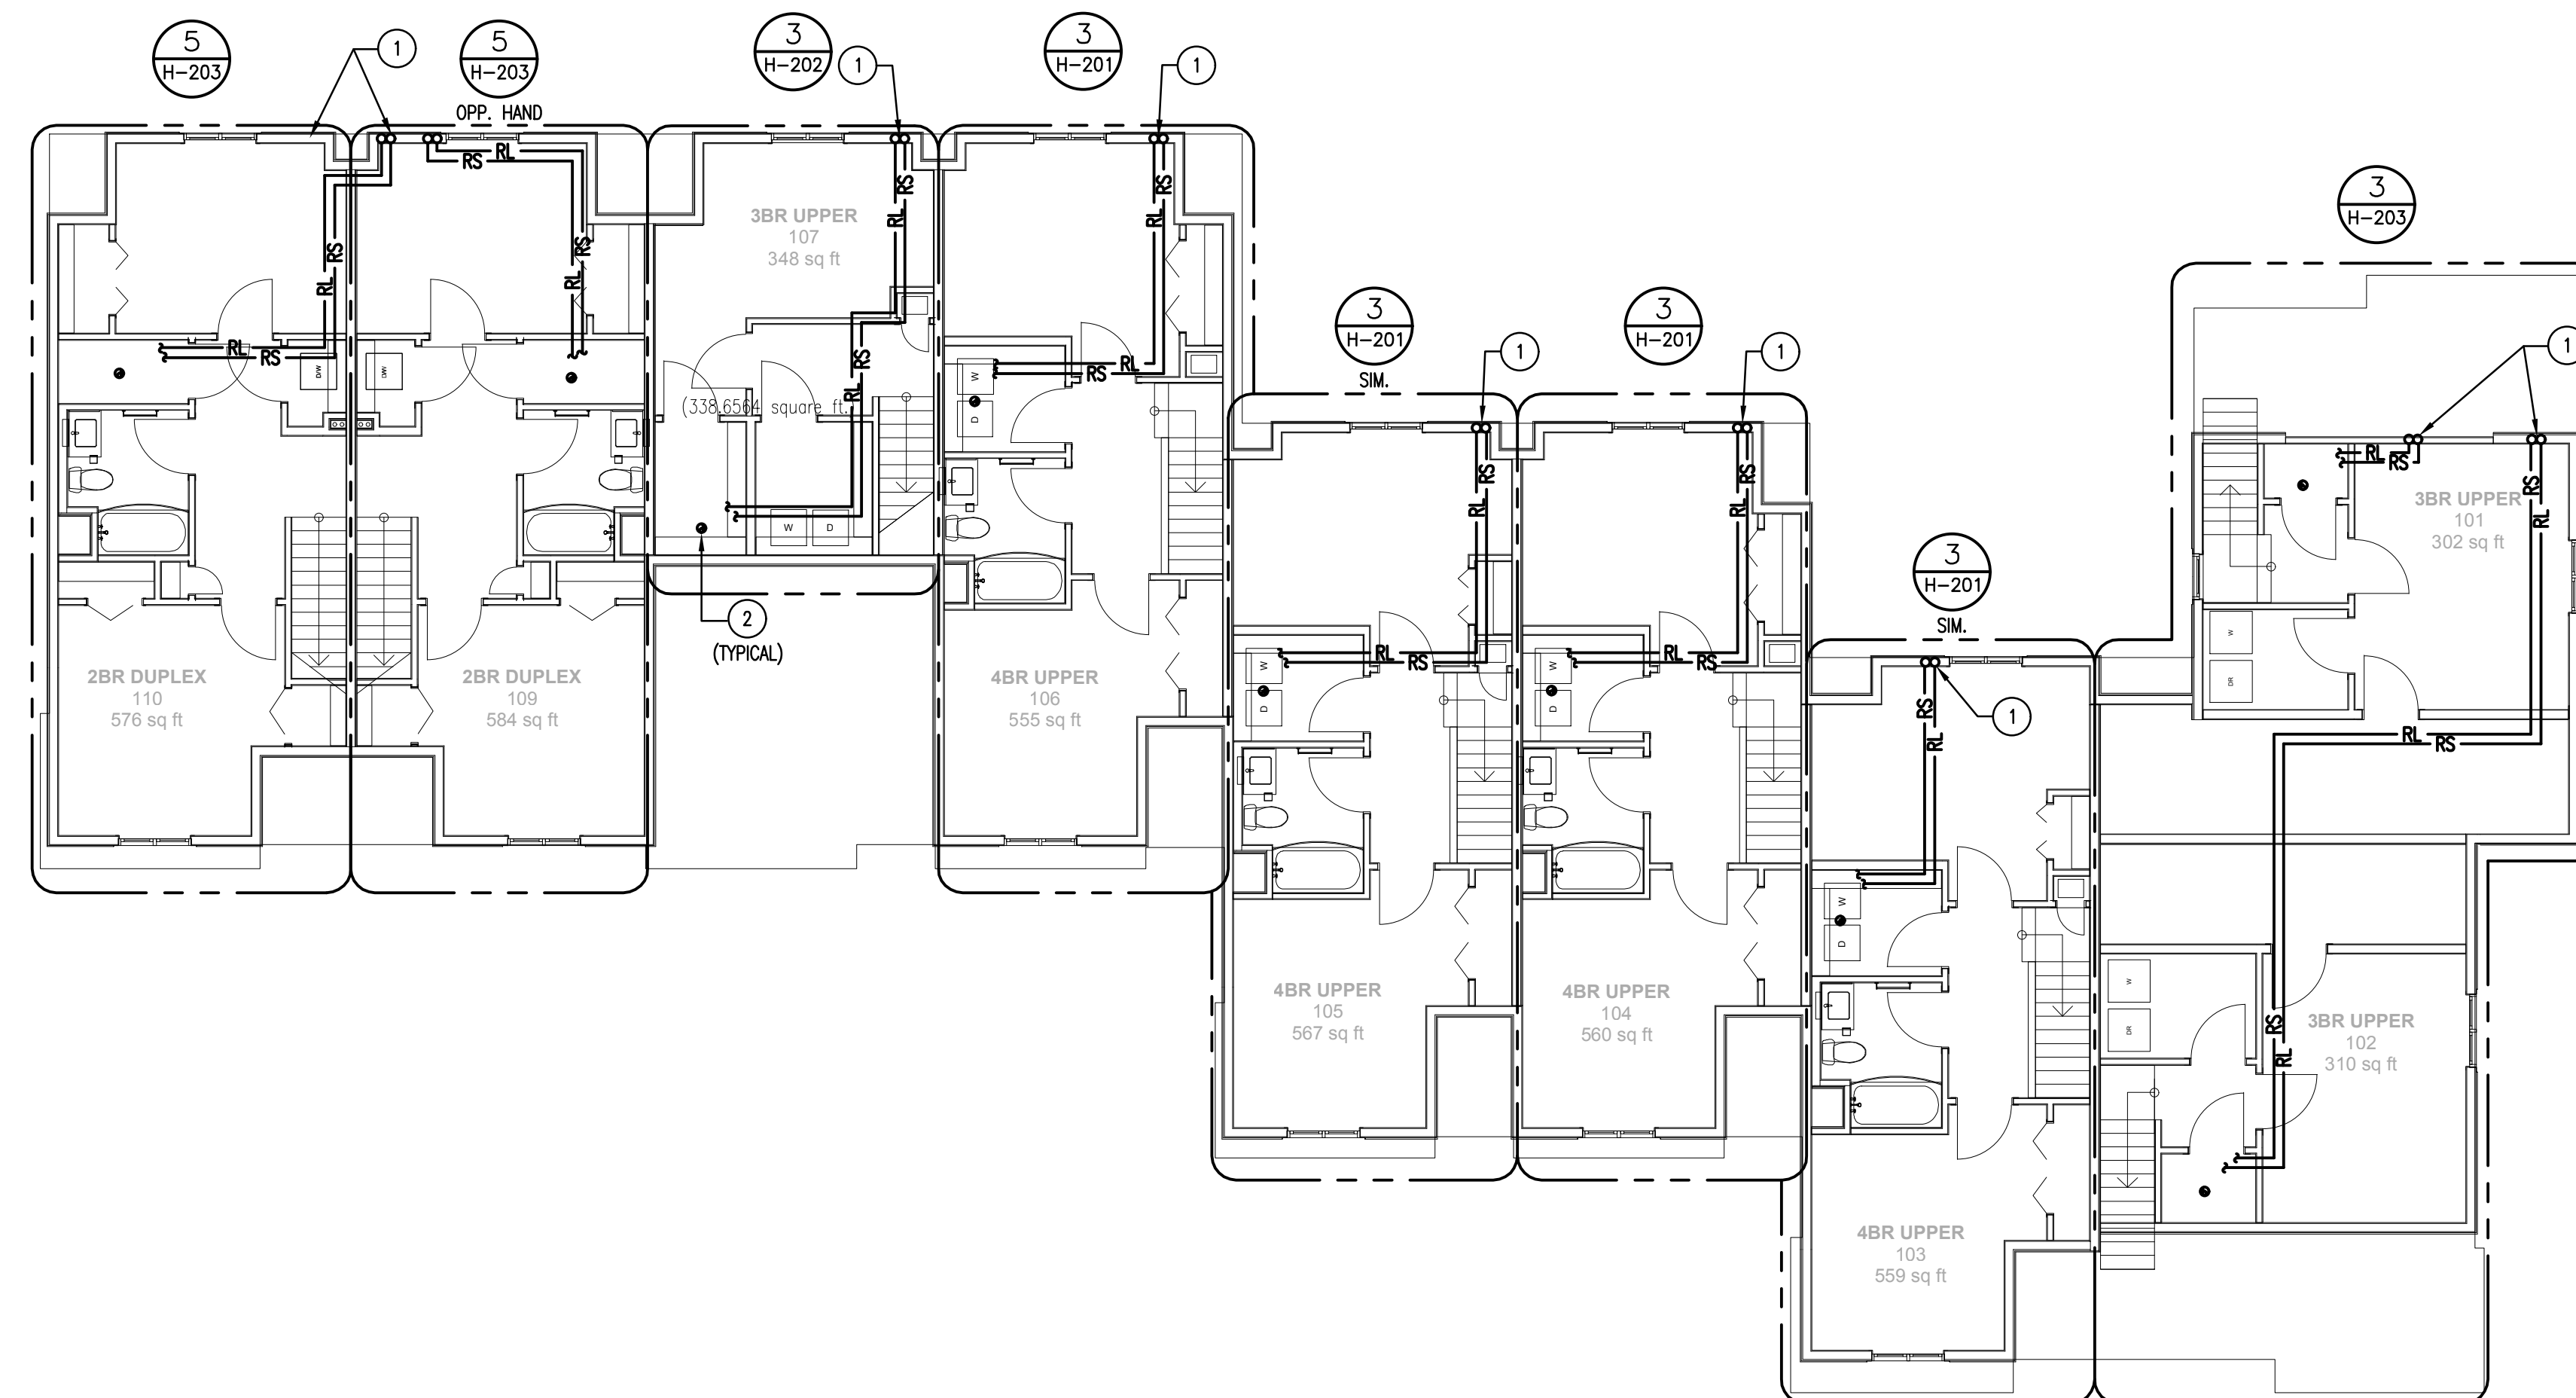 5
H-203
1
5
H-203
OPP. HAND
3
H-202
1
3
H-201
1
RL
RS
RS
RL
RS
RL
RL
RS
D/W
D/W
2BR DUPLEX
110
576 sq ft
2BR DUPLEX
109
584 sq ft
RS
RL
3BR UPPER
107
348 sq ft
RS
RL
(338.6564 square ft.)
W
D
2
(TYPICAL)
RS
RL
RL
RS
W
D
4BR UPPER
106
555 sq ft
3
H-201
SIM.
1
RS
RL
RL
RS
W
D
4BR UPPER
105
567 sq ft
3
H-201
1
RS
RL
RL
RS
W
D
4BR UPPER
104
560 sq ft
3
H-201
SIM.
1
RS
RL
W
D
4BR UPPER
103
559 sq ft
3
H-203
1
RL
RS
RS
RL
3BR UPPER
101
302 sq ft
W
DR
RL
RS
W
DR
RS
RL
3BR UPPER
102
310 sq ft